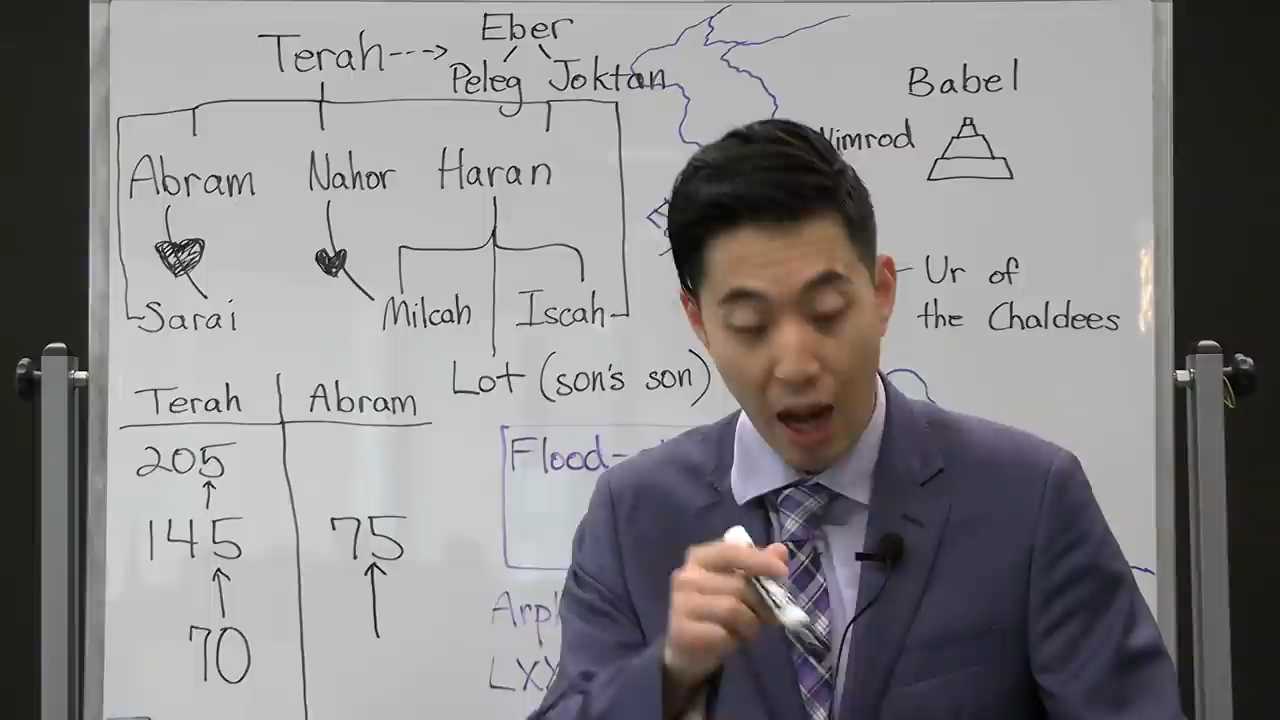 Eber
Terah
Peleg Joktan
Babel
Nimrod
Abram Nahor Haran
Ur of
the Chaldees
Sarai
Milcah Iscah
Lot (son's son)
Terah Abram
205
Flood-
145 75
70
LXX